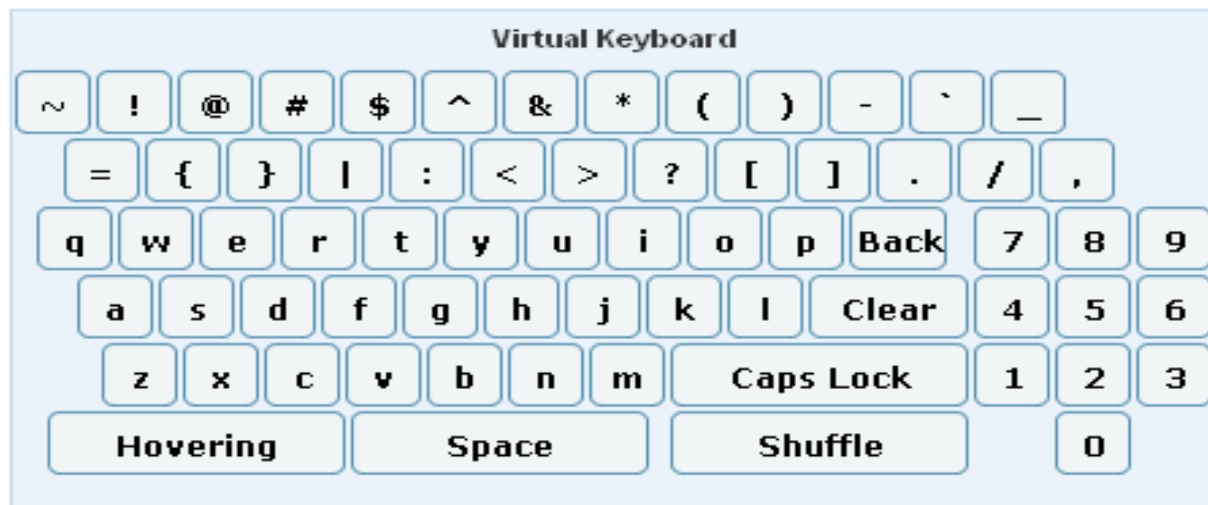 Virtual Keyboard
~ ! @ # $ ^ & * ( ) - ` _
= { } | : < > ? [ ] . / ,
q w e r t y u i o p Back 7 8 9
a s d f g h j k l Clear 4 5 6
z x c v b n m Caps Lock 1 2 3
Hovering Space Shuffle 0